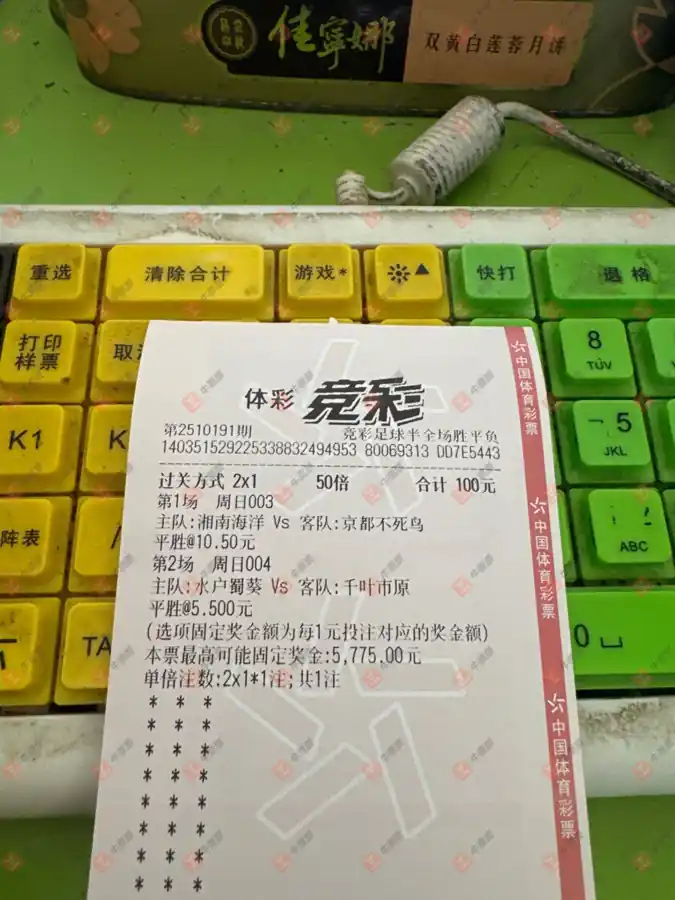 佳寧娜
双黄白莲蓉月饼
重选
清除合计
游戏*
快打
退格
打印
样票
取消
8
TUV
K1
K
5
JKL
阵表
ABC
TA
0
体彩 竞彩
第2510191期 竞彩足球半全场胜平负
140351529225338832494953 80069313 DD7E5443
过关方式 2x1 50倍 合计 100元
第1场 周日003
主队:湘南海洋 Vs 客队:京都不死鸟
平胜@10.50元
第2场 周日004
主队:水户蜀葵 Vs 客队:千叶市原
平胜@5.500元
(选项固定奖金额为每1元投注对应的奖金额)
本票最高可能固定奖金:5,775.00元
单倍注数:2x1*1注;共1注
* * *
* * *
* * *
* * *
* * *
* * *
* * *
* * *
中国体育彩票
中国体育彩票
中国体育彩票